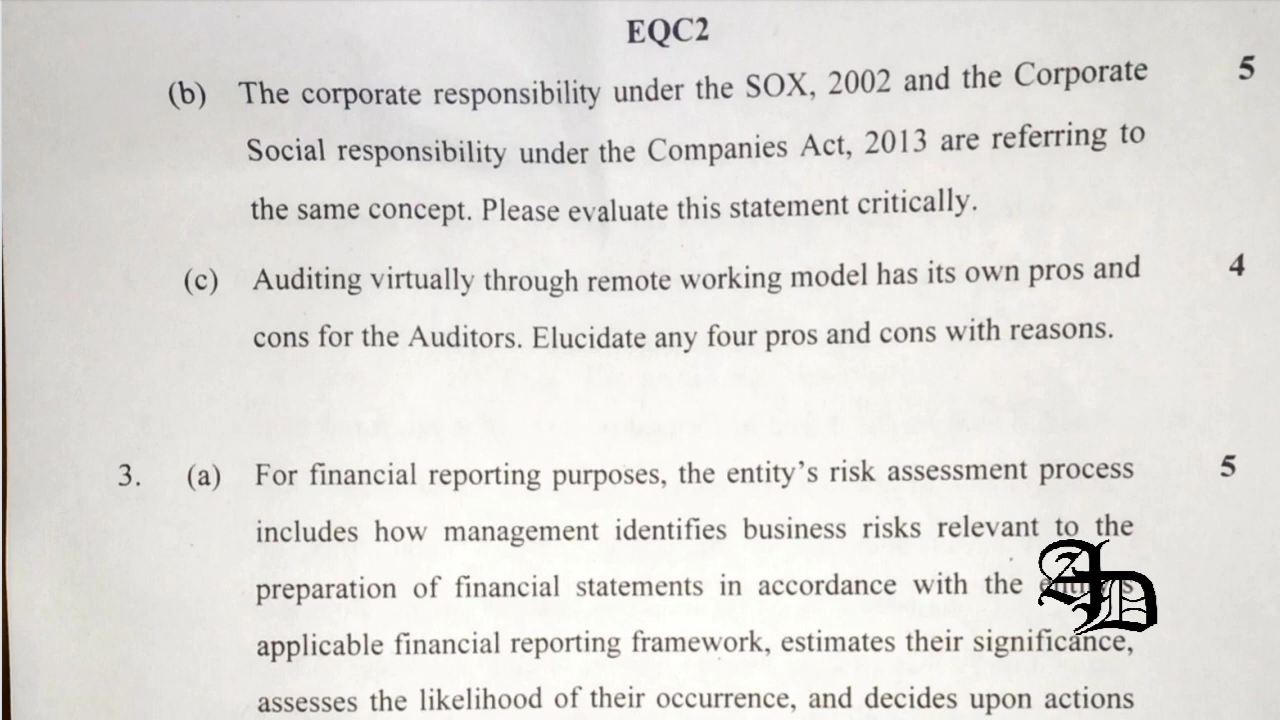 EQC2
(b) The corporate responsibility under the SOX, 2002 and the Corporate 5
Social responsibility under the Companies Act, 2013 are referring to
the same concept. Please evaluate this statement critically.
(c) Auditing virtually through remote working model has its own pros and 4
cons for the Auditors. Elucidate any four pros and cons with reasons.
3. (a) For financial reporting purposes, the entity's risk assessment process 5
includes how management identifies business risks relevant to the
preparation of financial statements in accordance with the
applicable financial reporting framework, estimates their significance,
assesses the likelihood of their occurrence, and decides upon actions